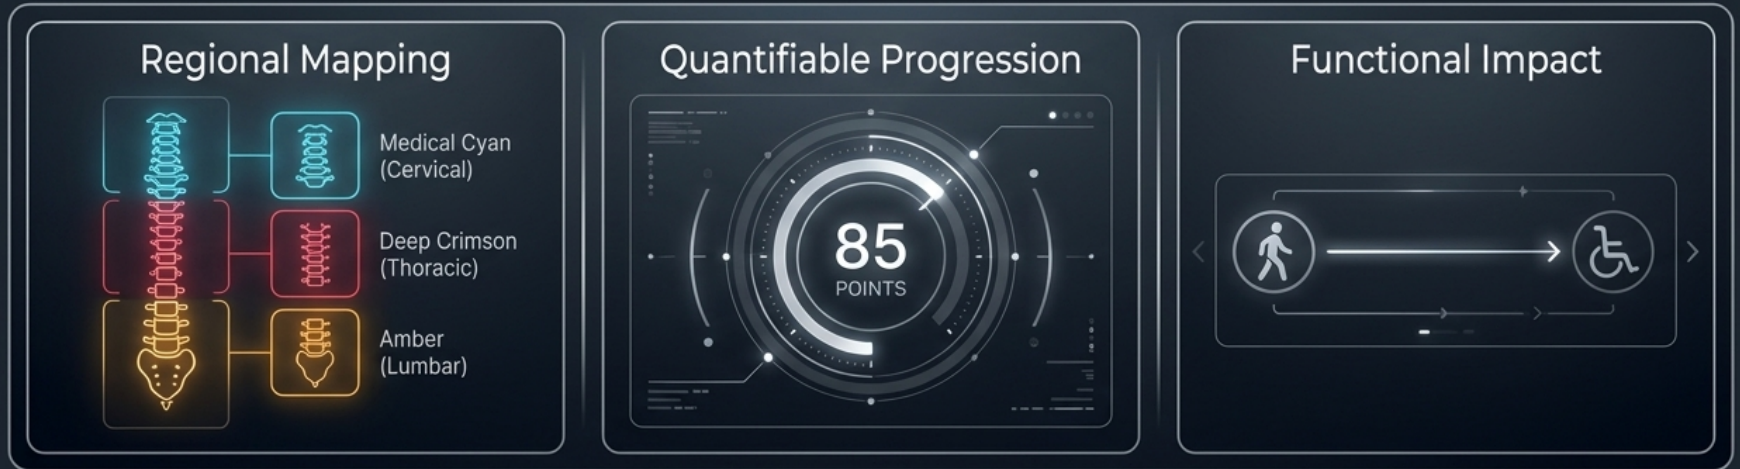 Regional Mapping
Medical Cyan
(Cervical)
Deep Crimson
(Thoracic)
Amber
(Lumbar)
Quantifiable Progression
85
POINTS
Functional Impact